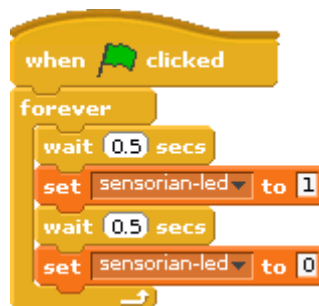 when clicked
forever
wait 0.5 secs
set sensorian-led to 1
wait 0.5 secs
set sensorian-led to 0